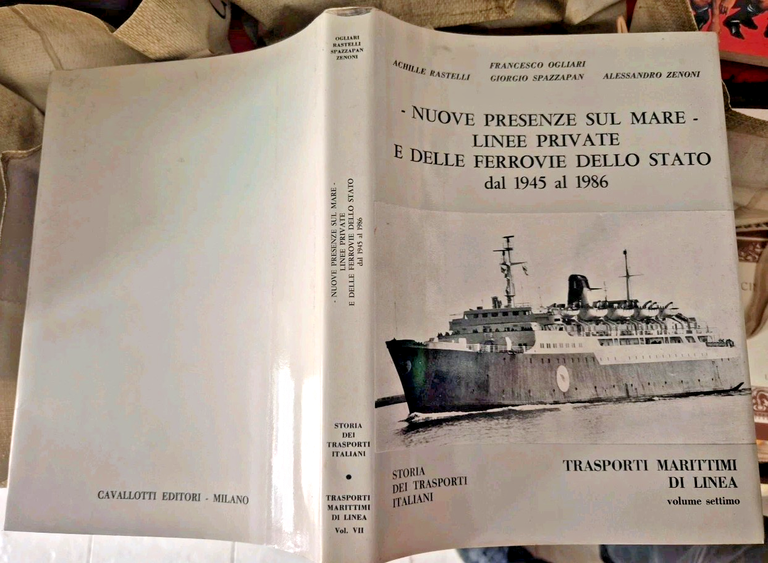 CAVALLOTTI EDITORI - MILANO
OGLIARI
RASTELLI
SPAZZAPAN
ZENONI
- NUOVE PRESENZE SUL MARE -
LINEE PRIVATE
E DELLE FERROVIE DELLO STATO
dal 1945 al 1986
STORIA
DEI
TRASPORTI
ITALIANI
TRASPORTI
MARITTIMI
DI LINEA
Vol. VII
FRANCESCO OGLIARI
ACHILLE RASTELLI GIORGIO SPAZZAPAN ALESSANDRO ZENONI
- NUOVE PRESENZE SUL MARE -
LINEE PRIVATE
E DELLE FERROVIE DELLO STATO
dal 1945 al 1986
STORIA
DEI TRASPORTI
ITALIANI
TRASPORTI MARITTIMI
DI LINEA
volume settimo